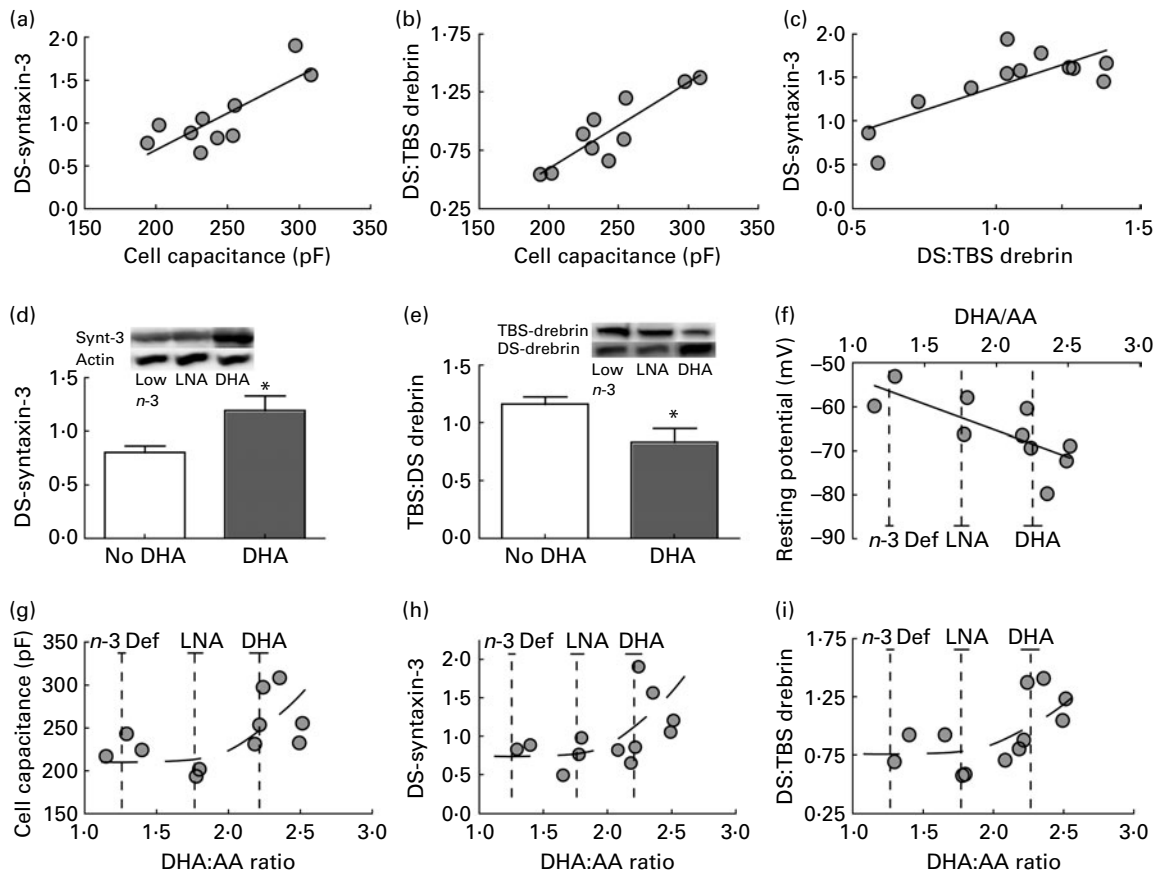 (a)
DS-syntaxin-3
2·0
1·5
1·0
0·5
0·0
150 200 250 300 350
Cell capacitance (pF)
(b)
DS:TBS drebrin
1·75
1·25
0·75
0·25
150 200 250 300 350
Cell capacitance (pF)
(c)
DS-syntaxin-3
2·0
1·5
1·0
0·5
0·0
0·5 1·0 1·5
DS:TBS drebrin
(d)
Synt-3
Actin
Low LNA DHA
n-3
DS-syntaxin-3
1·5
1·0
0·5
0·0
*
No DHA DHA
(e)
TBS-drebrin
DS-drebrin
Low LNA DHA
n-3
TBS:DS drebrin
1·5
1·0
0·5
0·0
*
No DHA DHA
(f)
DHA/AA
1·0 1·5 2·0 2·5 3·0
Resting potential (mV)
−50
−60
−70
−80
−90
n-3 Def LNA DHA
(g)
Cell capacitance (pF)
350
300
250
200
150
n-3 Def LNA DHA
1·0 1·5 2·0 2·5 3·0
DHA:AA ratio
(h)
DS-syntaxin-3
2·0
1·5
1·0
0·5
0·0
n-3 Def LNA DHA
1·0 1·5 2·0 2·5 3·0
DHA:AA ratio
(i)
DS:TBS drebrin
1·75
1·25
0·75
0·25
n-3 Def LNA DHA
1·0 1·5 2·0 2·5 3·0
DHA:AA ratio